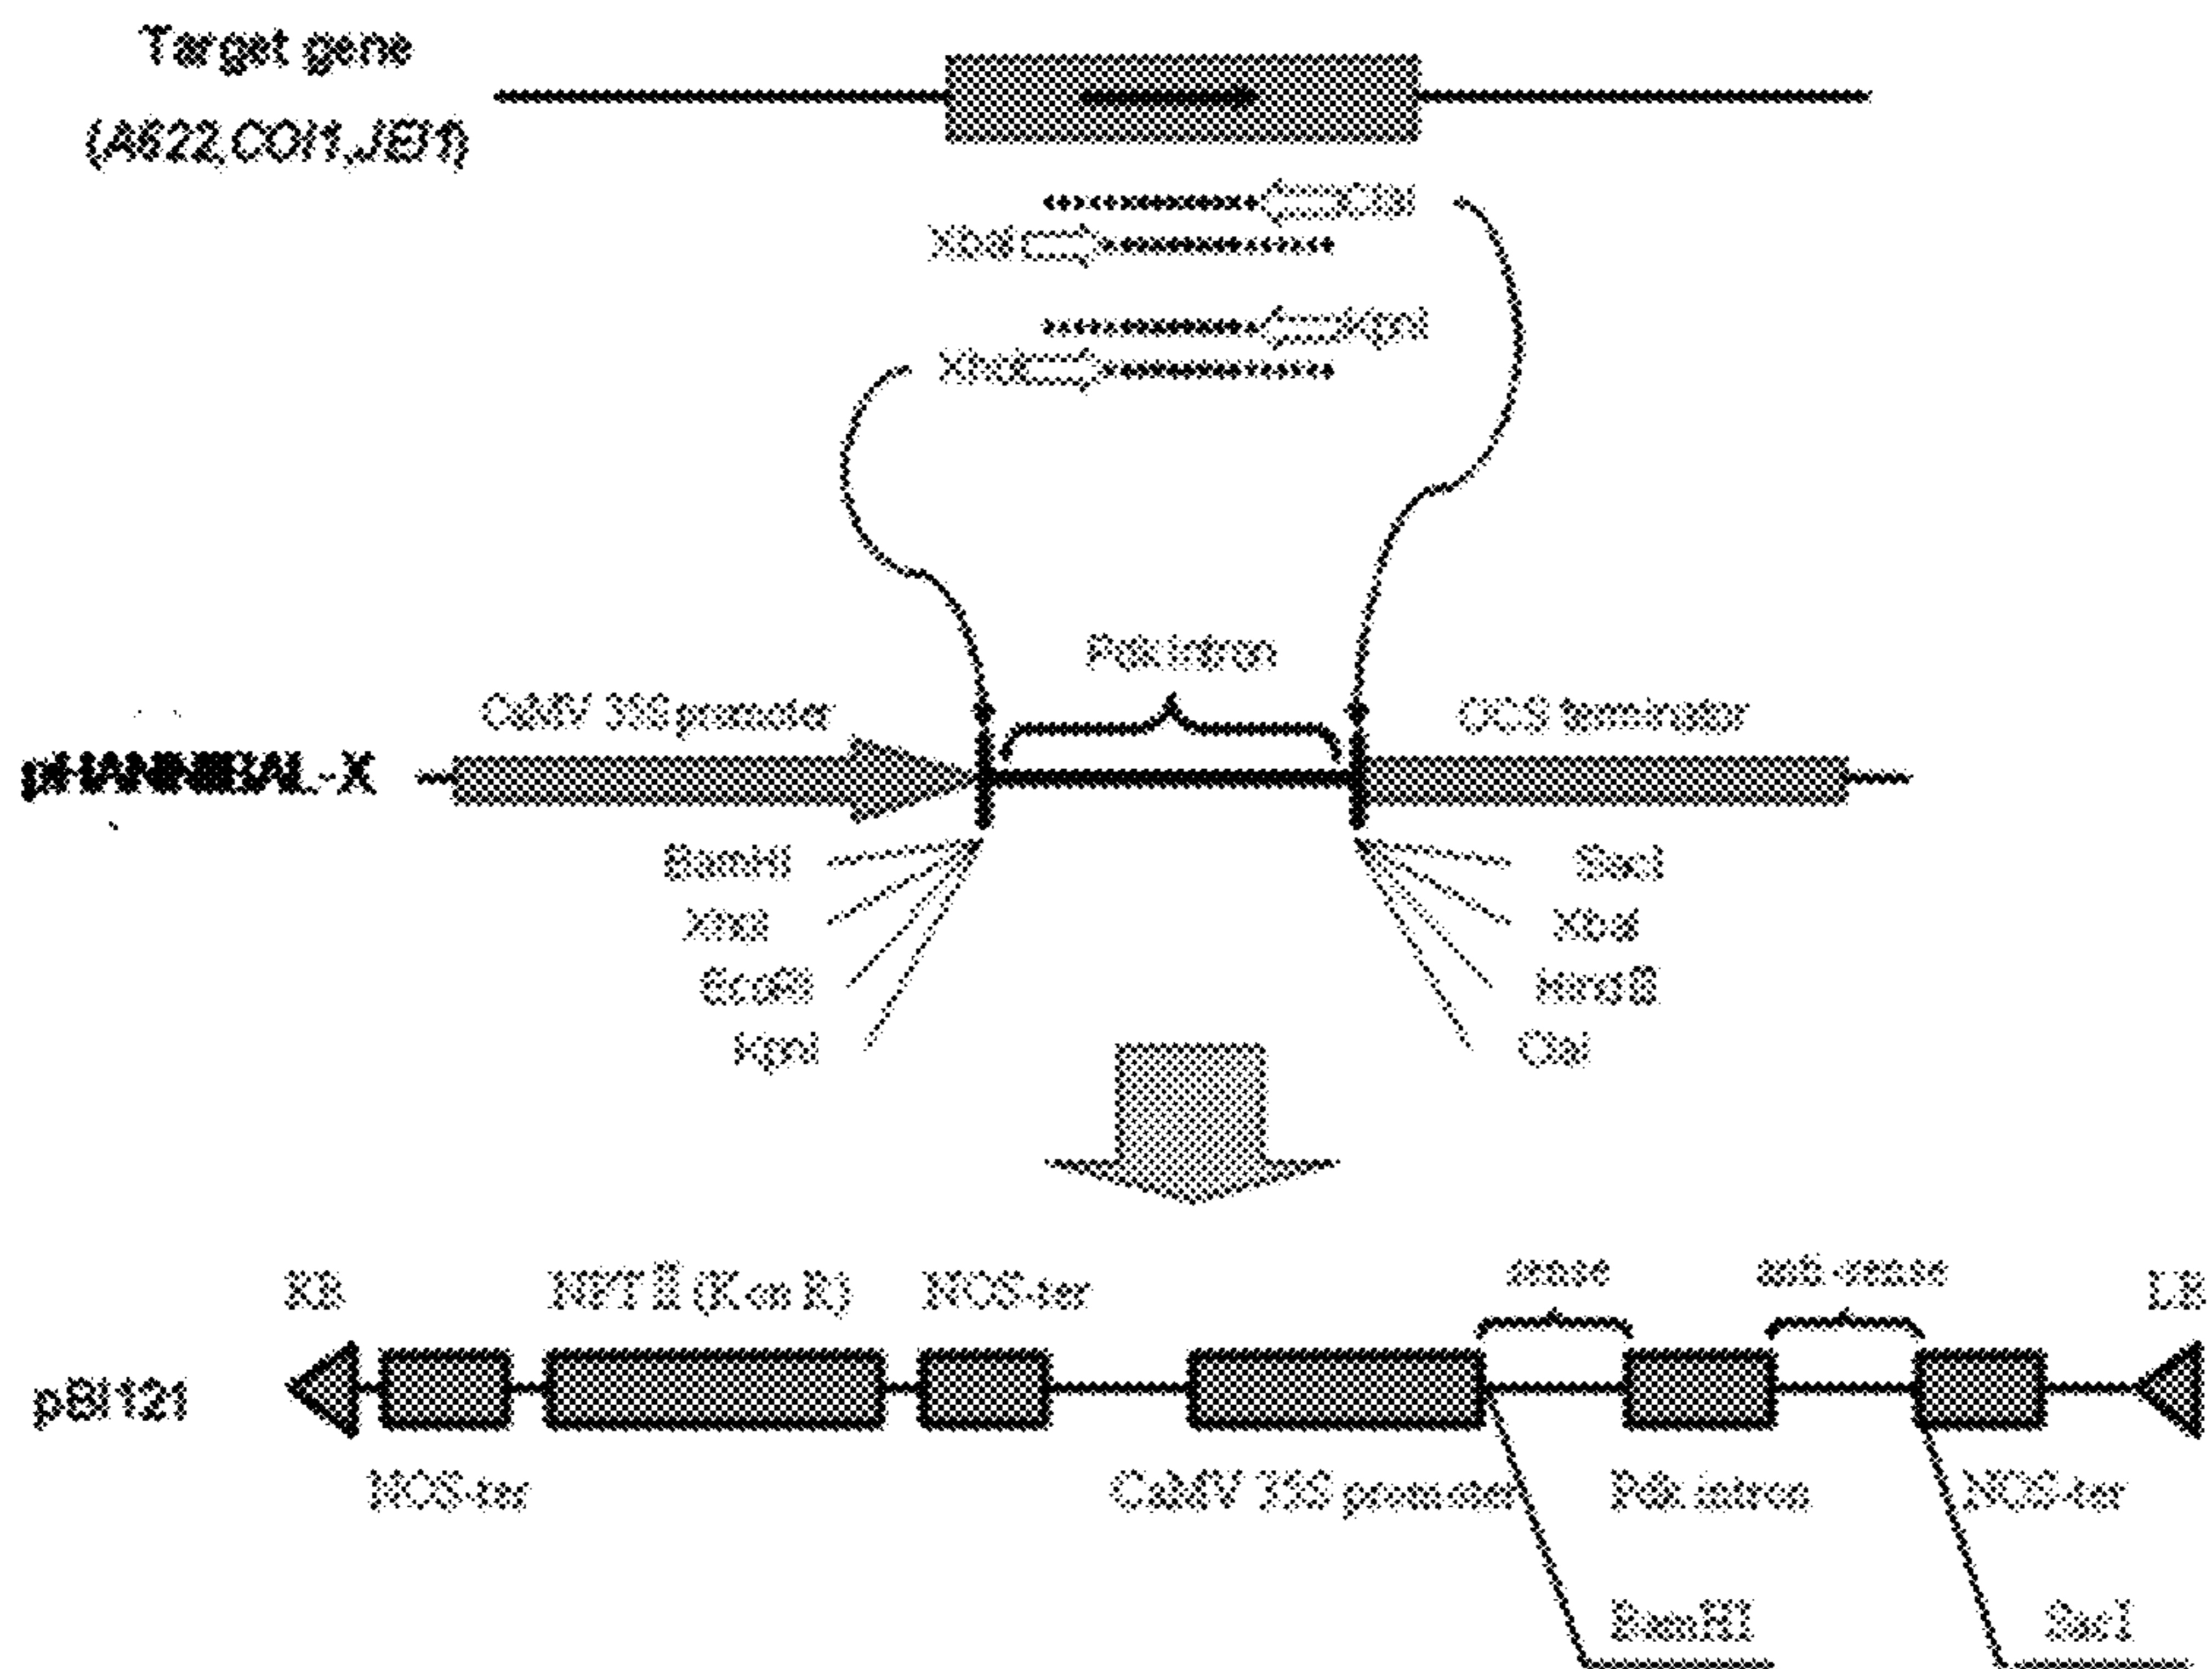 Target gene
(A622,COI1,JEI1)
ClaI
XbaI
KpnI
XhoI
Pdk intron
CaMV 35S promoter
OCS terminator
pHANNIBAL-X
BamHI
SacI
XhoI
XbaI
EcoRI
HindIII
KpnI
ClaI
sense
anti-sense
RB
NPT II (Kan R)
NOS-ter
LB
pBI121
NOS-ter
CaMV 35S promoter
Pdk intron
NOS-ter
BamHI
SacI